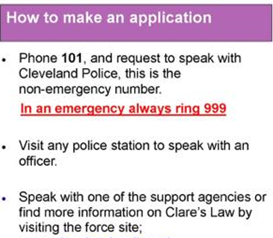 How to make an application
• Phone 101, and request to speak with
Cleveland Police, this is the
non-emergency number.
In an emergency always ring 999
• Visit any police station to speak with an
officer.
• Speak with one of the support agencies or
find more information on Clare's Law by
visiting the force site;